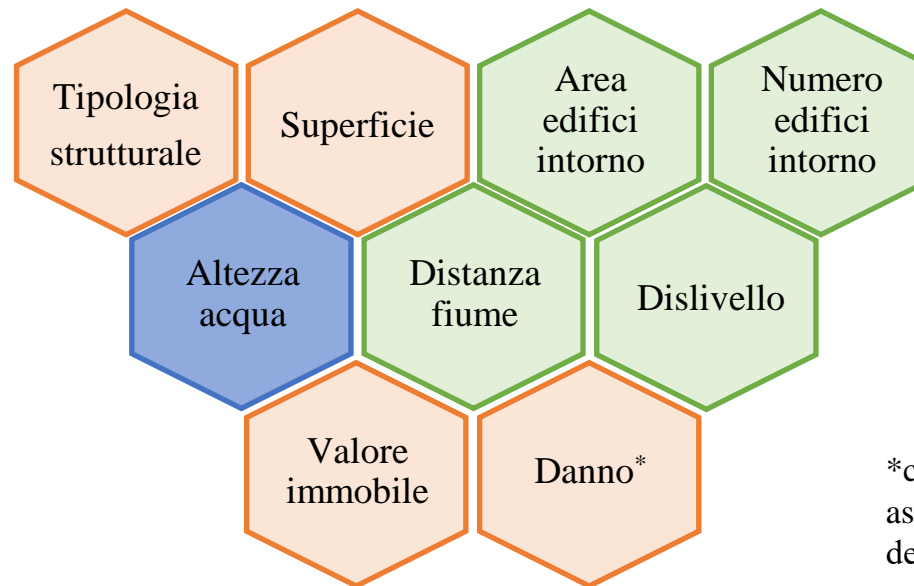 Tipologia
strutturale
Superficie
Area
edifici
intorno
Numero
edifici
intorno
Altezza
acqua
Distanza
fiume
Dislivello
Valore
immobile
Danno*